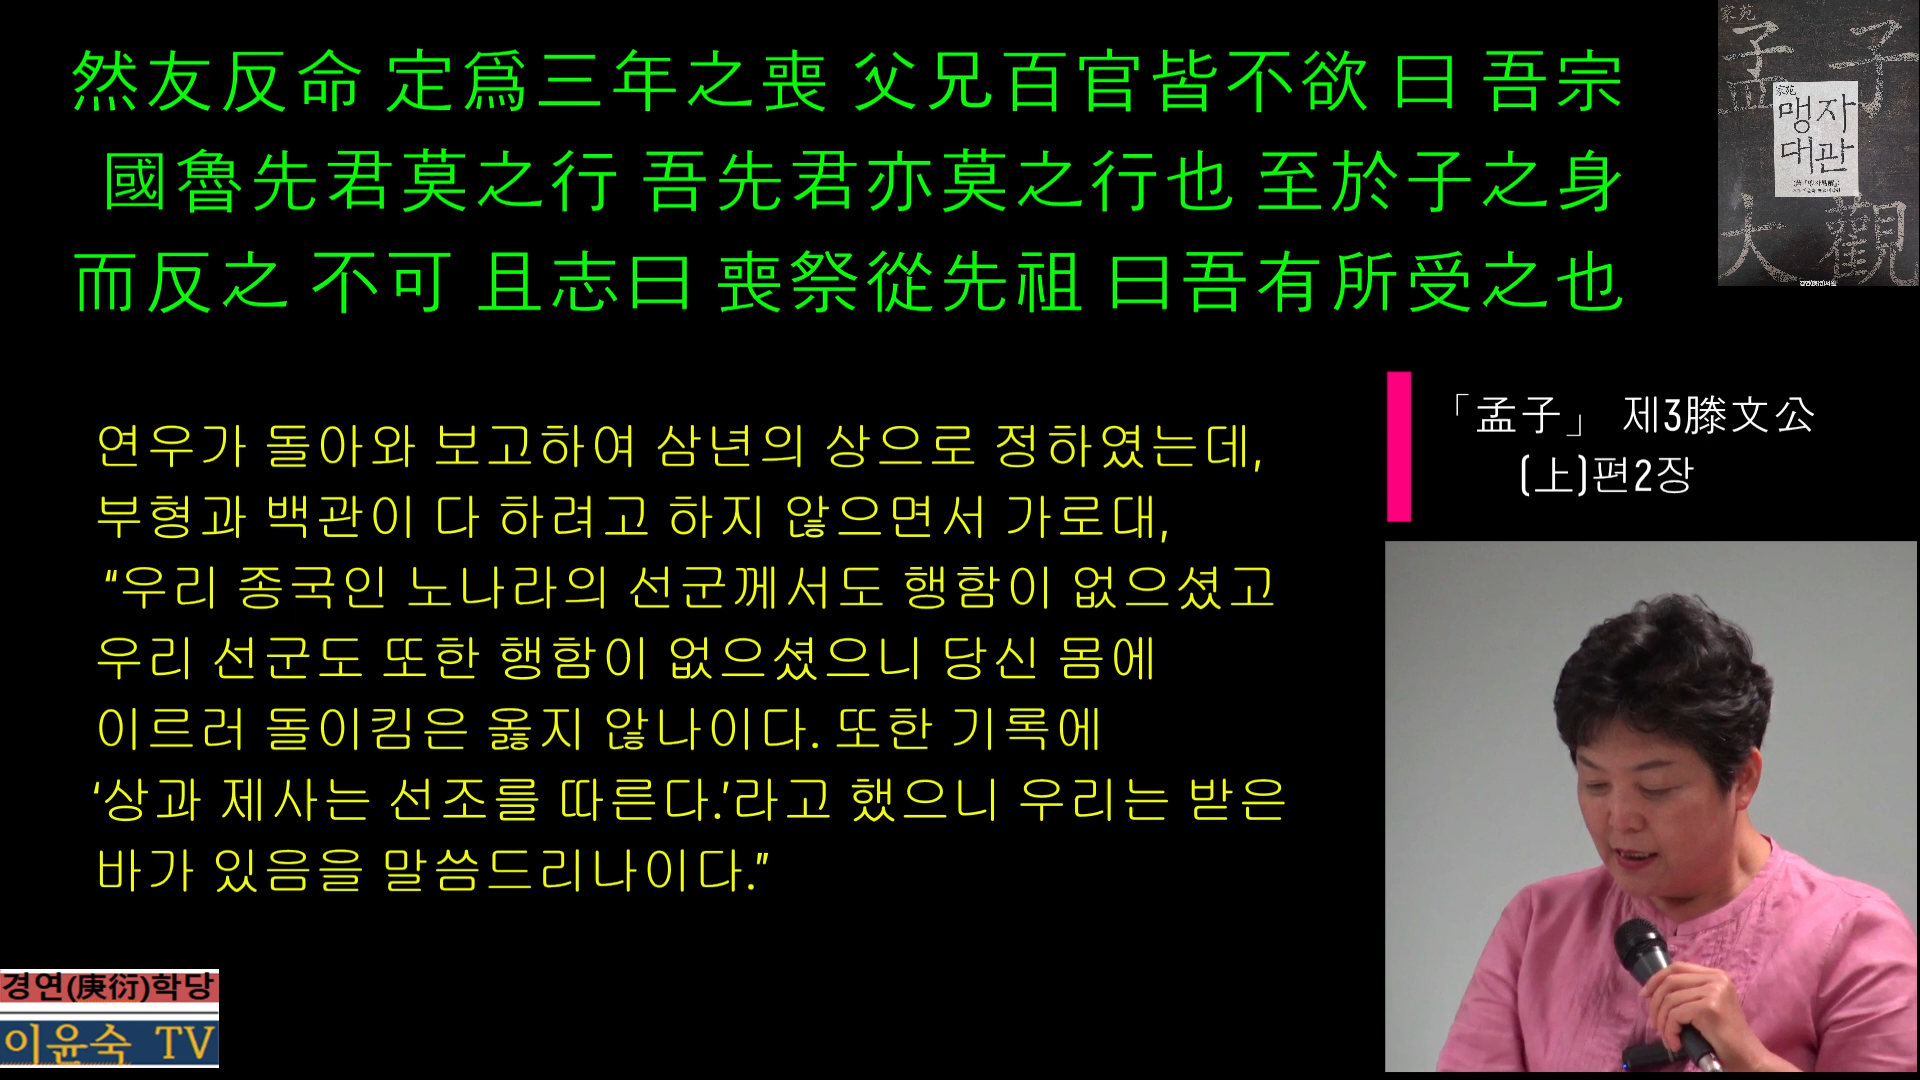 然友反命 定爲三年之喪 父兄百官皆不欲 曰 吾宗
國魯先君莫之行 吾先君亦莫之行也 至於子之身
而反之 不可 且志曰 喪祭從先祖 曰吾有所受之也
家苑
孟子
家苑
맹자
대관
大觀
「孟子」 제3滕文公
(上)편2장
연우가 돌아와 보고하여 삼년의 상으로 정하였는데,
부형과 백관이 다 하려고 하지 않으면서 가로대,
“우리 종국인 노나라의 선군께서도 행함이 없으셨고
우리 선군도 또한 행함이 없으셨으니 당신 몸에
이르러 돌이킴은 옳지 않나이다. 또한 기록에
‘상과 제사는 선조를 따른다.’라고 했으니 우리는 받은
바가 있음을 말씀드리나이다.”
경연(庚衍)학당
이윤숙 TV